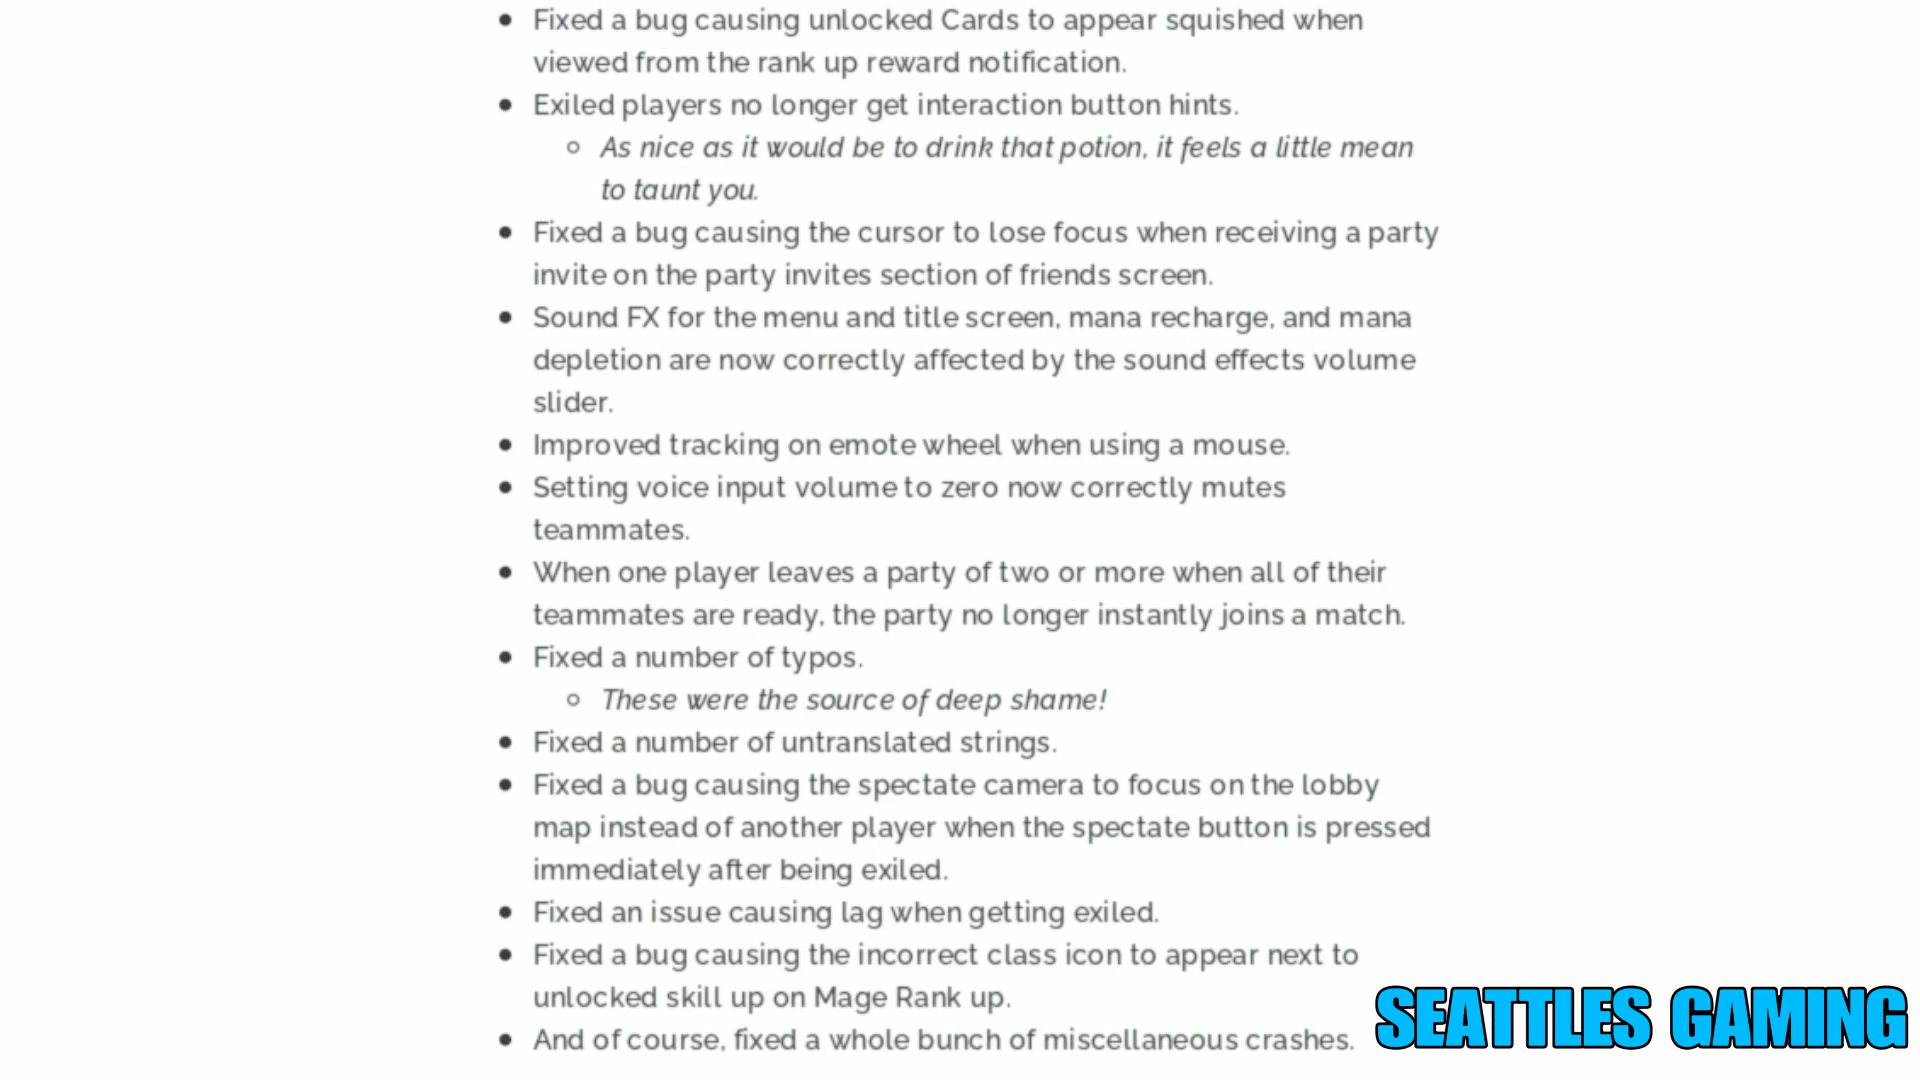 Fixed a bug causing unlocked Cards to appear squished when
viewed from the rank up reward notification.
Exiled players no longer get interaction button hints.
As nice as it would be to drink that potion, it feels a little mean
to taunt you.
Fixed a bug causing the cursor to lose focus when receiving a party
invite on the party invites section of friends screen.
Sound FX for the menu and title screen, mana recharge, and mana
depletion are now correctly affected by the sound effects volume
slider.
Improved tracking on emote wheel when using a mouse.
Setting voice input volume to zero now correctly mutes
teammates.
When one player leaves a party of two or more when all of their
teammates are ready, the party no longer instantly joins a match.
Fixed a number of typos.
These were the source of deep shame!
Fixed a number of untranslated strings.
Fixed a bug causing the spectate camera to focus on the lobby
map instead of another player when the spectate button is pressed
immediately after being exiled.
Fixed an issue causing lag when getting exiled.
Fixed a bug causing the incorrect class icon to appear next to
unlocked skill up on Mage Rank up.
And of course, fixed a whole bunch of miscellaneous crashes.
SEATTLES GAMING